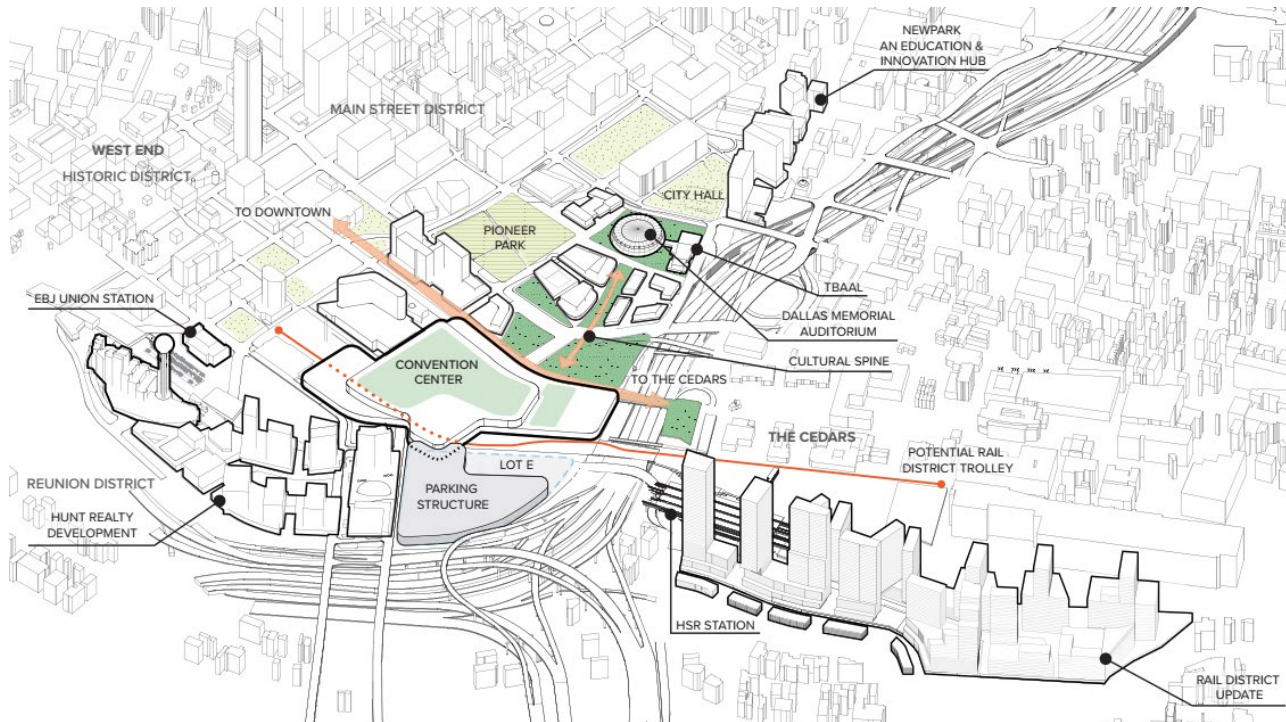 NEWPARK
AN EDUCATION &
INNOVATION HUB
MAIN STREET DISTRICT
WEST END
HISTORIC DISTRICT
CITY HALL
TO DOWNTOWN
PIONEER
PARK
EBJ UNION STATION
TBAAL
DALLAS MEMORIAL
AUDITORIUM
CULTURAL SPINE
CONVENTION
CENTER
TO THE CEDARS
THE CEDARS
POTENTIAL RAIL
DISTRICT TROLLEY
LOT E
REUNION DISTRICT
PARKING
STRUCTURE
HUNT REALTY
DEVELOPMENT
HSR STATION
RAIL DISTRICT
UPDATE